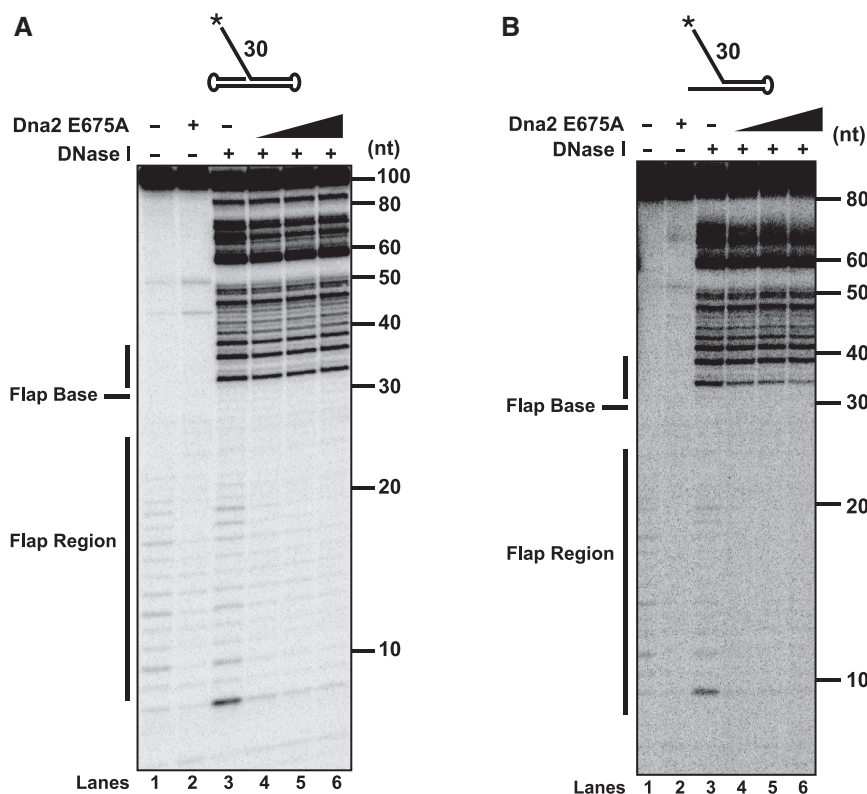 A
*
30
Dna2 E675A - + -
DNase I - - + + + + (nt)
100
80
60
50
40
30
20
10
Flap Base
Flap Region
Lanes 1 2 3 4 5 6
B
*
30
Dna2 E675A - + -
DNase I - - + + + + (nt)
80
60
50
40
30
20
10
Flap Base
Flap Region
Lanes 1 2 3 4 5 6